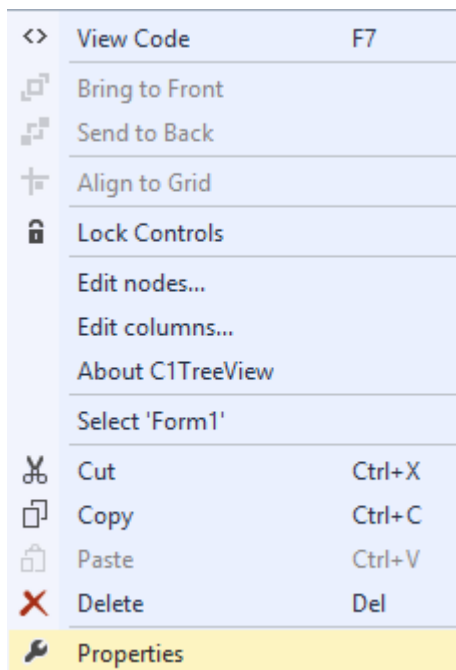 View Code F7
Bring to Front
Send to Back
Align to Grid
Lock Controls
Edit nodes...
Edit columns...
About C1TreeView
Select 'Form1'
Cut Ctrl+X
Copy Ctrl+C
Paste Ctrl+V
Delete Del
Properties